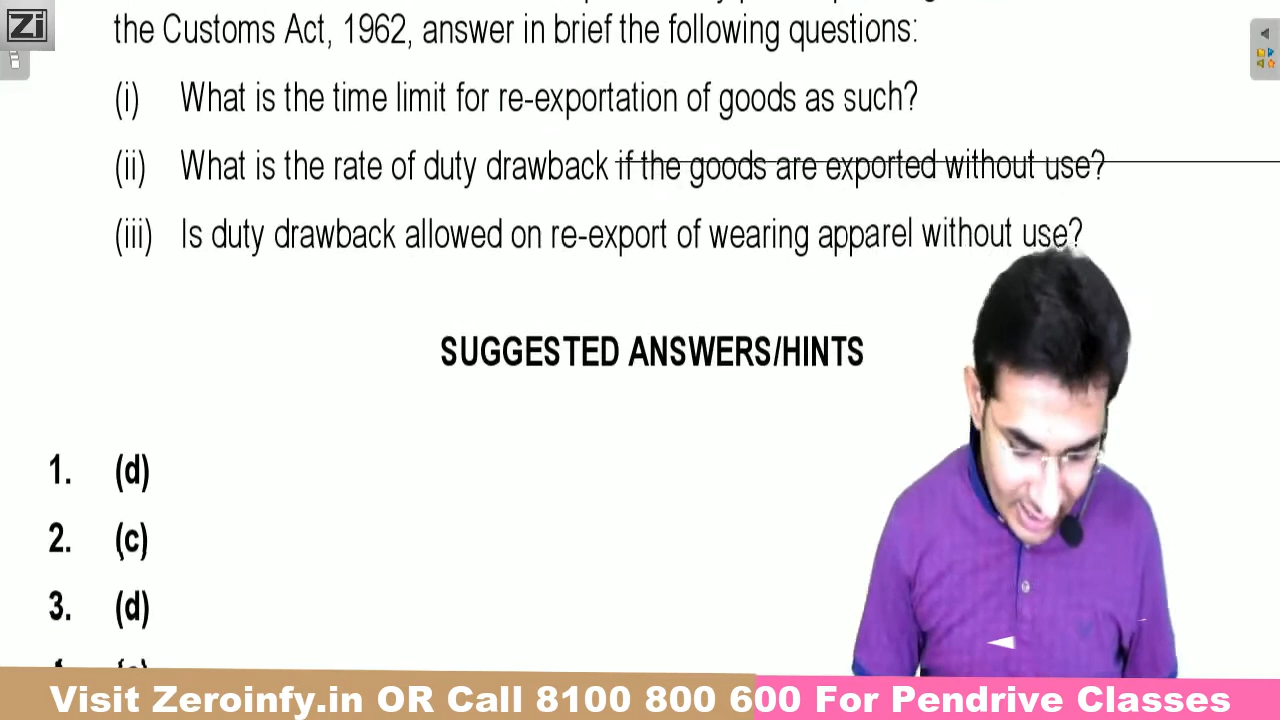 Zi
the Customs Act, 1962, answer in brief the following questions:
(i) What is the time limit for re-exportation of goods as such?
(ii) What is the rate of duty drawback if the goods are exported without use?
(iii) Is duty drawback allowed on re-export of wearing apparel without use?
SUGGESTED ANSWERS/HINTS
1. (d)
2. (c)
3. (d)
Visit Zeroinfy.in OR Call 8100 800 600 For Pendrive Classes